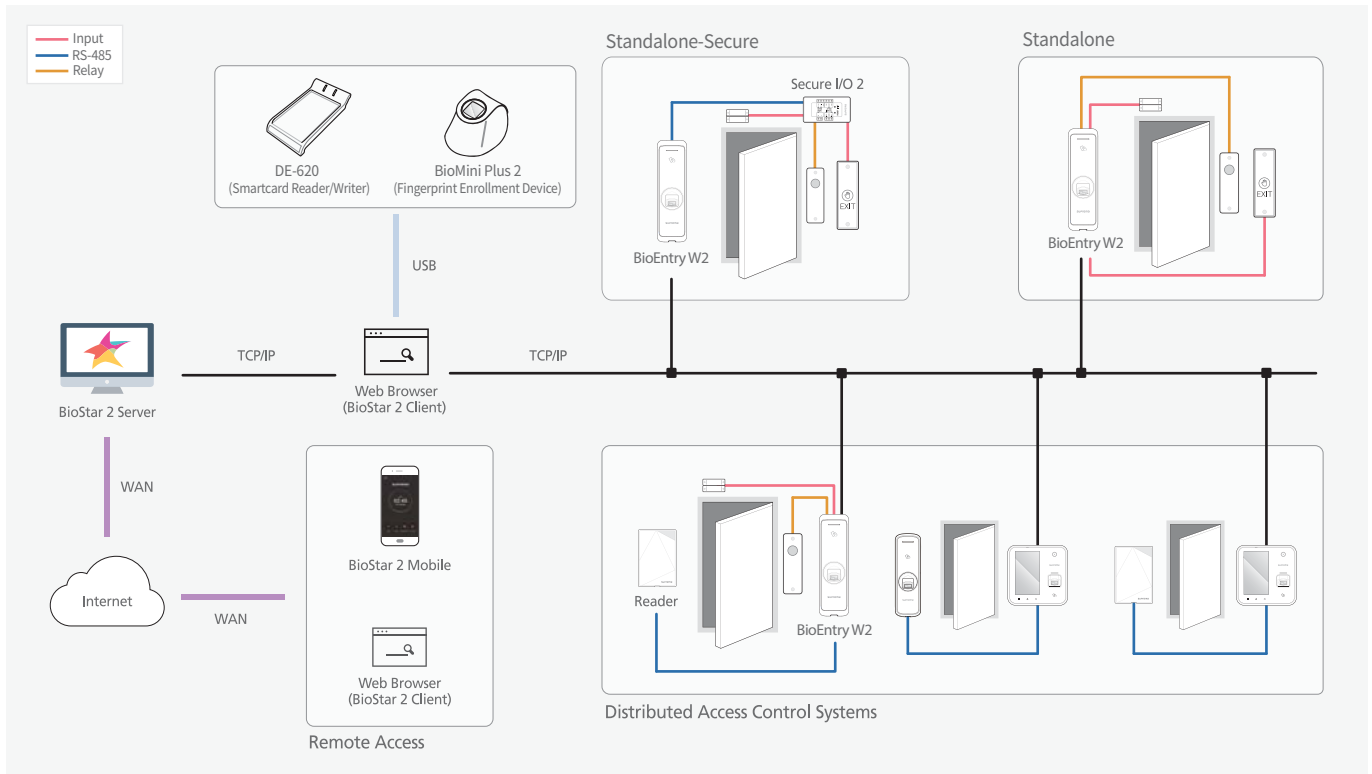 Input
RS-485
Relay
DE-620
(Smartcard Reader/Writer)
BioMini Plus 2
(Fingerprint Enrollment Device)
USB
Standalone-Secure
Secure I/O 2
EXIT
BioEntry W2
Standalone
EXIT
BioEntry W2
BioStar 2 Server
TCP/IP
Web Browser
(BioStar 2 Client)
TCP/IP
WAN
Internet
WAN
BioStar 2 Mobile
Web Browser
(BioStar 2 Client)
Remote Access
Reader
BioEntry W2
Distributed Access Control Systems